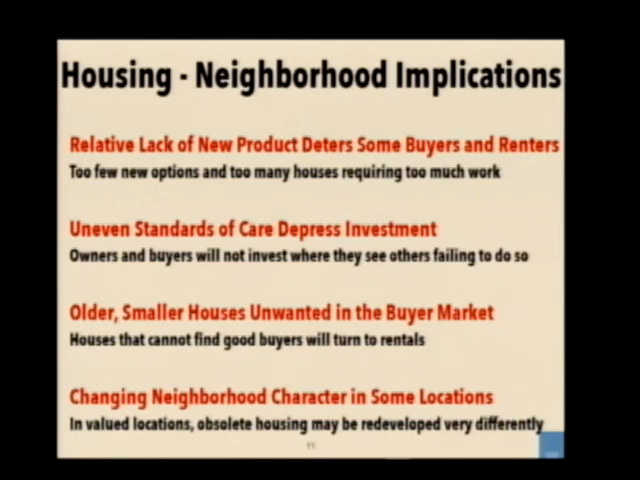 Housing - Neighborhood Implications
Relative Lack of New Product Deters Some Buyers and Renters
Too few new options and too many houses requiring too much work
Uneven Standards of Care Depress Investment
Owners and buyers will not invest where they see others failing to do so
Older, Smaller Houses Unwanted in the Buyer Market
Houses that cannot find good buyers will turn to rentals
Changing Neighborhood Character in Some Locations
In valued locations, obsolete housing may be redeveloped very differently
11